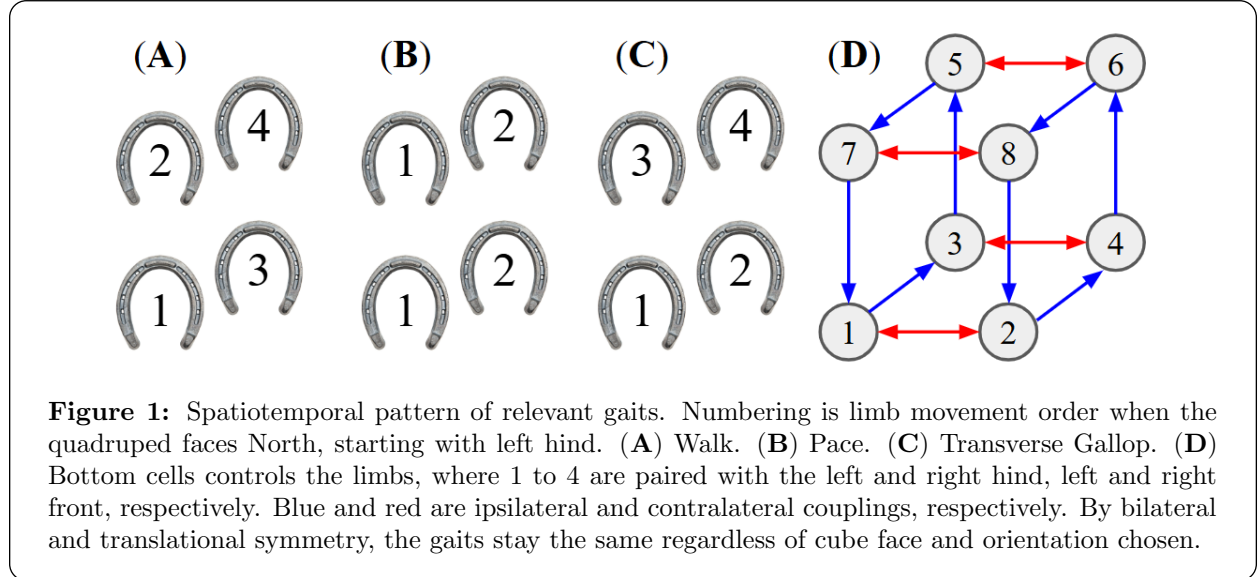 (A) (B) (C) (D)
2 4
1 3
1 2
1 2
3 4
1 2
5 6
7 8
3 4
1 2
Figure 1: Spatiotemporal pattern of relevant gaits. Numbering is limb movement order when the
quadruped faces North, starting with left hind. (A) Walk. (B) Pace. (C) Transverse Gallop. (D)
Bottom cells controls the limbs, where 1 to 4 are paired with the left and right hind, left and right
front, respectively. Blue and red are ipsilateral and contralateral couplings, respectively. By bilateral
and translational symmetry, the gaits stay the same regardless of cube face and orientation chosen.